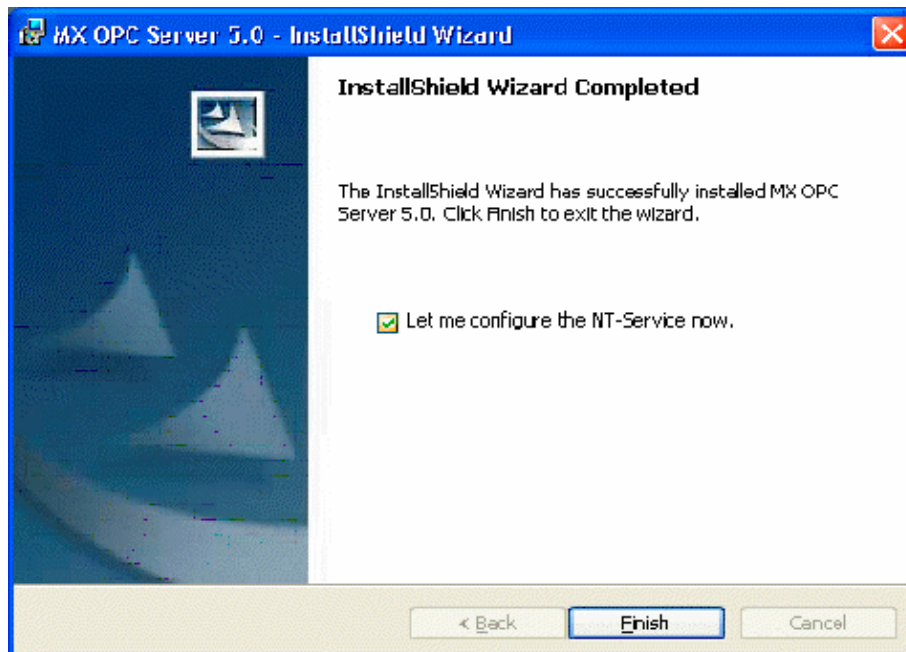 MX OPC Server 5.0 - InstallShield Wizard
InstallShield Wizard Completed
The InstallShield Wizard has successfully installed MX OPC
Server 5.0. Click Finish to exit the wizard.
Let me configure the NT-Service now.
< Back
Finish
Cancel